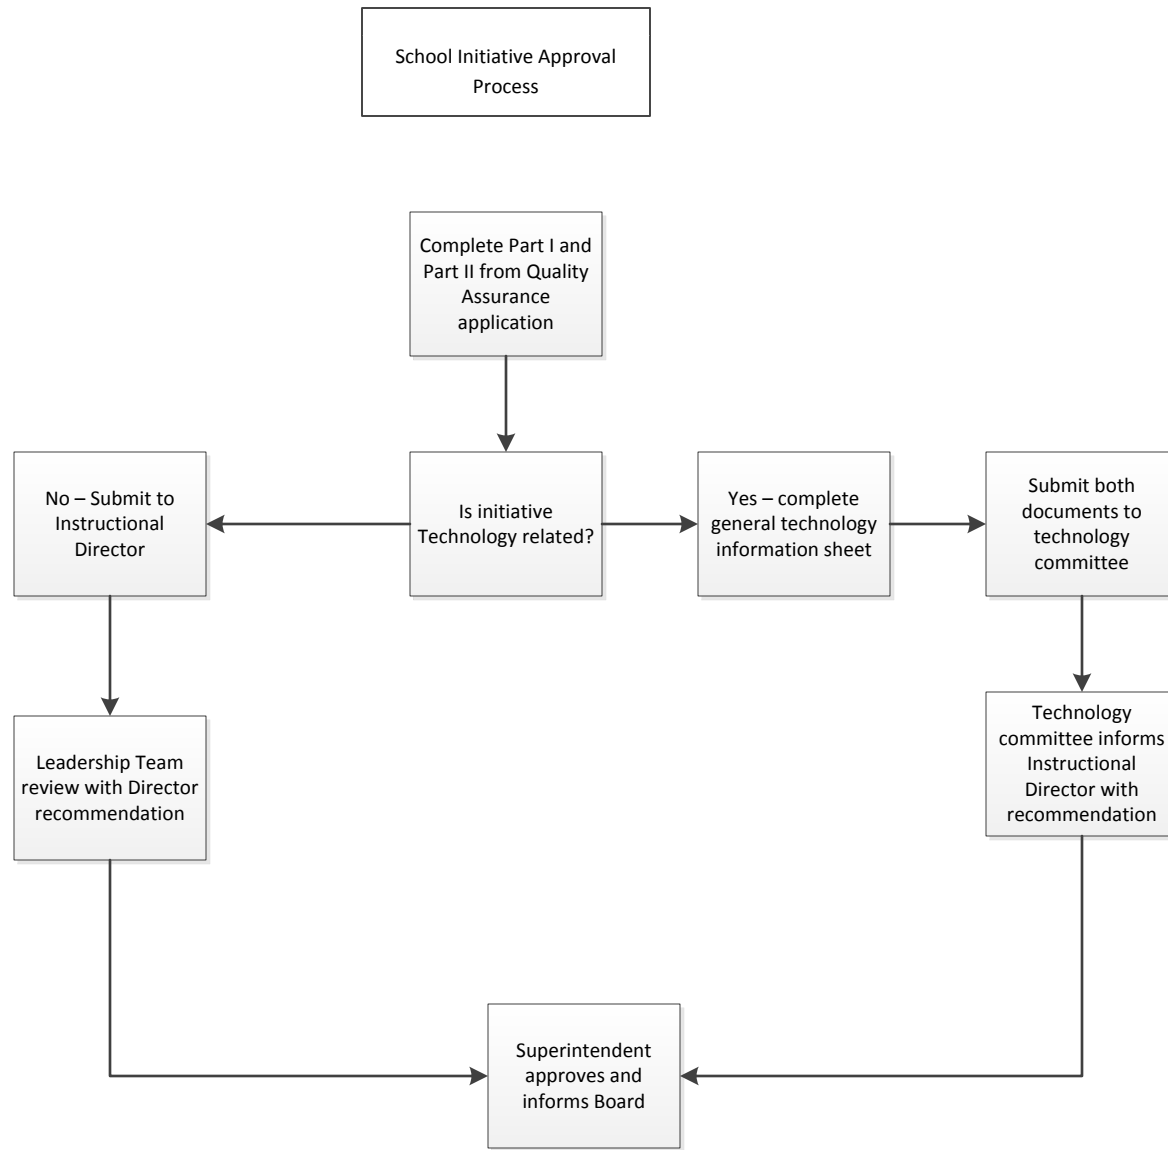 School Initiative Approval
Process
Complete Part I and
Part II from Quality
Assurance
application
No – Submit to
Instructional
Director
Is initiative
Technology related?
Yes – complete
general technology
information sheet
Submit both
documents to
technology
committee
Leadership Team
review with Director
recommendation
Technology
committee informs
Instructional
Director with
recommendation
Superintendent
approves and
informs Board